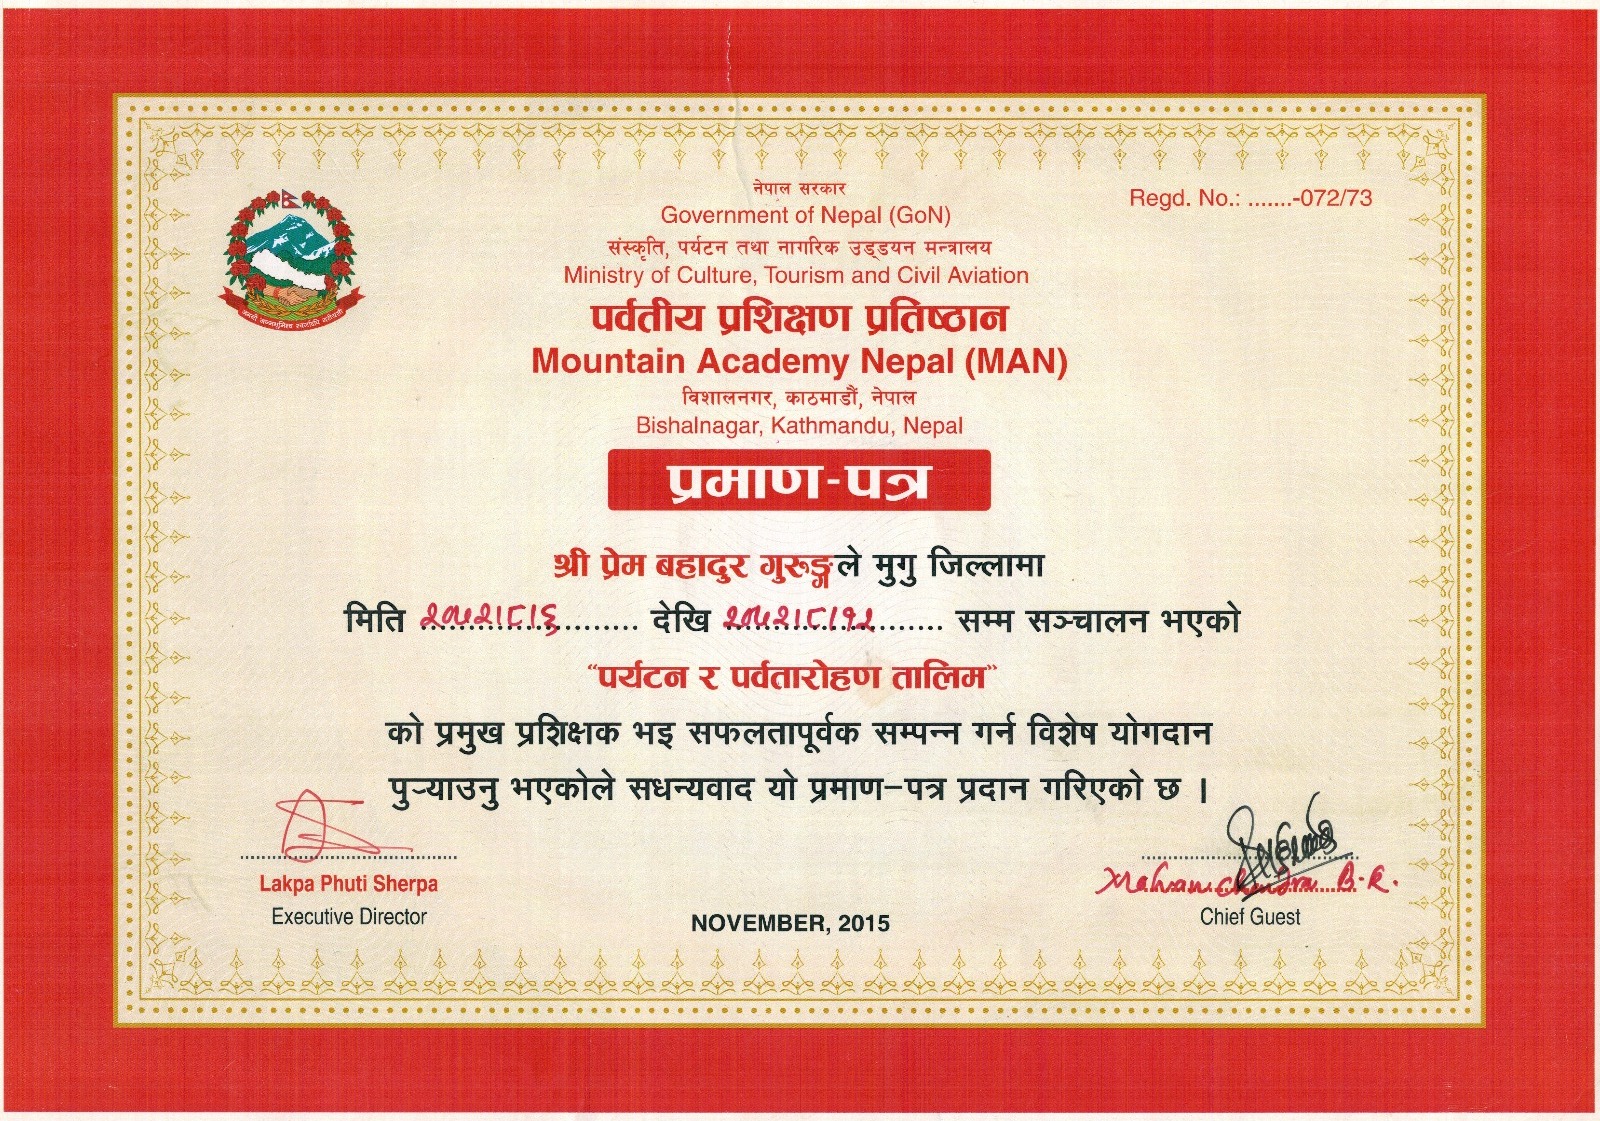 नेपाल सरकार
Government of Nepal (GoN)
Regd. No.: .......-072/73
संस्कृति, पर्यटन तथा नागरिक उड्डयन मन्त्रालय
Ministry of Culture, Tourism and Civil Aviation
पर्वतीय प्रशिक्षण प्रतिष्ठान
Mountain Academy Nepal (MAN)
विशालनगर, काठमाडौं, नेपाल
Bishalnagar, Kathmandu, Nepal
प्रमाण-पत्र
श्री प्रेम बहादुर गुरुङ्गले मुगु जिल्लामा
मिति २०७२।८।६ देखि २०७२।८।१२ सम्म सञ्चालन भएको
“पर्यटन र पर्वतारोहण तालिम”
को प्रमुख प्रशिक्षक भइ सफलतापूर्वक सम्पन्न गर्न विशेष योगदान
पुऱ्याउनु भएकोले सधन्यवाद यो प्रमाण-पत्र प्रदान गरिएको छ ।
Lakpa Phuti Sherpa
Executive Director
NOVEMBER, 2015
B.K.
Chief Guest